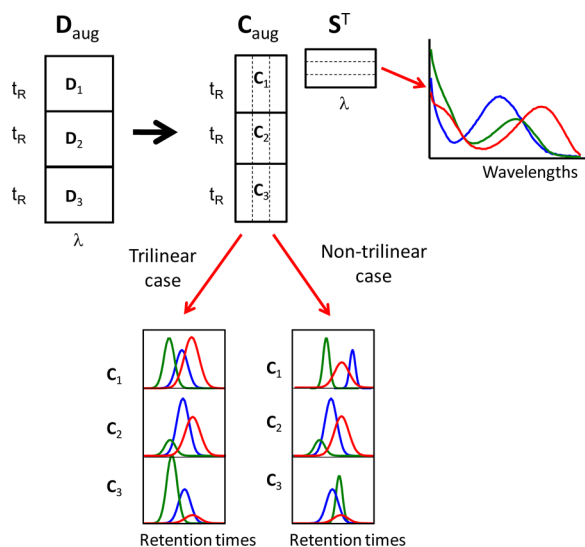 D_aug C_aug S^T
t_R D_1 t_R C_1
λ
t_R D_2 t_R C_2
Wavelengths
t_R D_3 t_R C_3
λ
Trilinear
case
Non-trilinear
case
C_1 C_1
C_2 C_2
C_3 C_3
Retention times Retention times